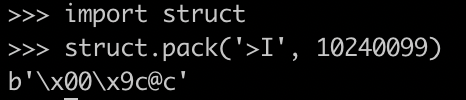 >>> import struct
>>> struct.pack('>I', 10240099)
b'\x00\x9c@c'